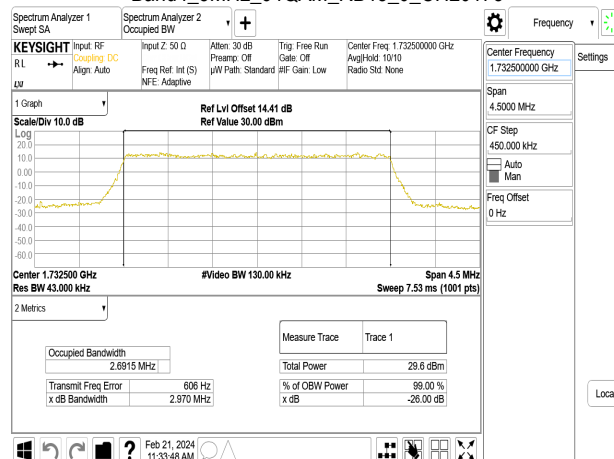 Spectrum Analyzer 1
Swept SA
Spectrum Analyzer 2
Occupied BW
Frequency
KEYSIGHT
Input: RF
Coupling: DC
Align: Auto
Input Z: 50 Ω
Freq Ref: Int (S)
NFE: Adaptive
Atten: 30 dB
Preamp: Off
µW Path: Standard
Trig: Free Run
Gate: Off
#IF Gain: Low
Center Freq: 1.732500000 GHz
Avg|Hold: 10/10
Radio Std: None
R L
Center Frequency
1.732500000 GHz
Settings
Span
4.5000 MHz
CF Step
450.000 kHz
Auto
Man
Freq Offset
0 Hz
Loca
1 Graph
Scale/Div 10.0 dB
Ref Lvl Offset 14.41 dB
Ref Value 30.00 dBm
Log
20.0
10.0
0.00
-10.0
-20.0
-30.0
-40.0
-50.0
-60.0
Center 1.732500 GHz
#Video BW 130.00 kHz
Span 4.5 MHz
Res BW 43.000 kHz
Sweep 7.53 ms (1001 pts)
2 Metrics
Measure Trace
Trace 1
Occupied Bandwidth
2.6915 MHz
Total Power
29.6 dBm
Transmit Freq Error
606 Hz
% of OBW Power
99.00 %
x dB Bandwidth
2.970 MHz
x dB
-26.00 dB
?
Feb 21, 2024
11:33:48 AM